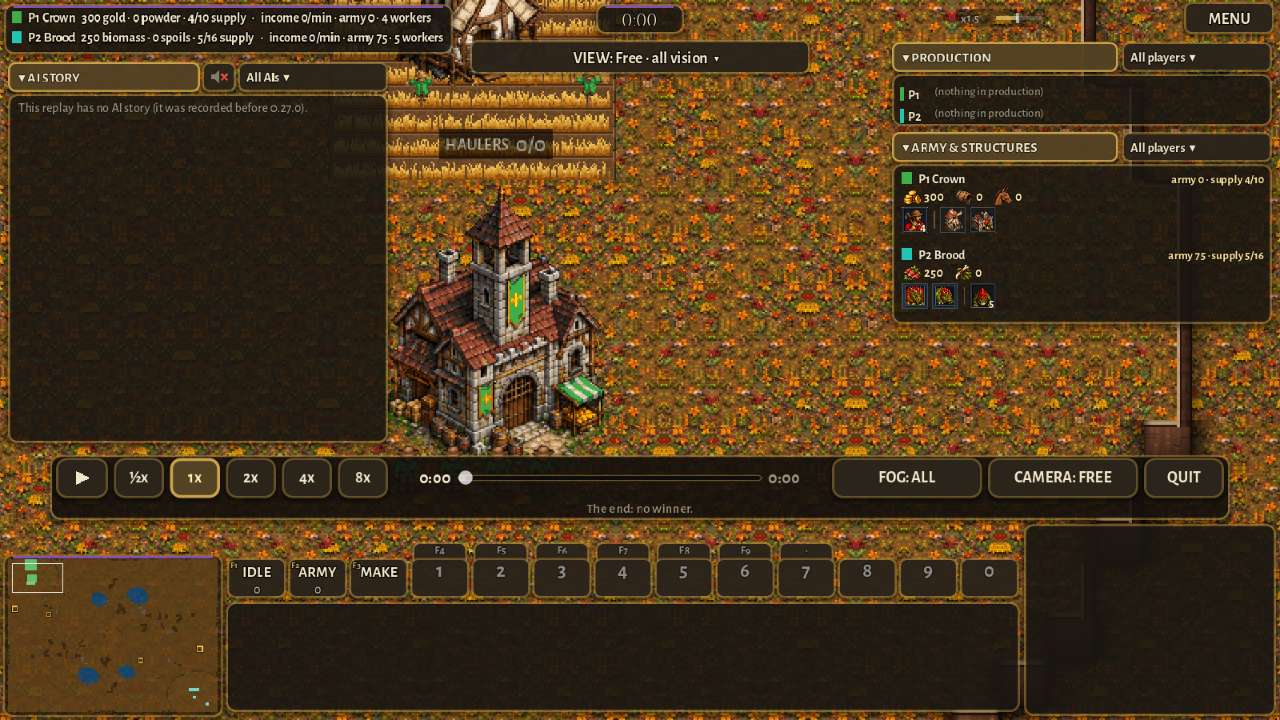 P1 Crown 300 gold · 0 powder · 4/10 supply · income 0/min · army 0 · 4 workers
P2 Brood 250 biomass · 0 spoils · 5/16 supply · income 0/min · army 75 · 5 workers
0:00
x1.5
MENU
VIEW: Free · all vision ▾
▾ AI STORY
All AIs ▾
This replay has no AI story (it was recorded before 0.27.0).
▾ PRODUCTION
All players ▾
P1 (nothing in production)
P2 (nothing in production)
HAULERS 0/0
▾ ARMY & STRUCTURES
All players ▾
P1 Crown
army 0 · supply 4/10
300 0 0
4
P2 Brood
army 75 · supply 5/16
250 0
5
½x 1x 2x 4x 8x
0:00 0:00
FOG: ALL
CAMERA: FREE
QUIT
The end: no winner.
F4 F5 F6 F7 F8 F9 ·
F1 IDLE 0
F2 ARMY 0
F3 MAKE
1 2 3 4 5 6 7 8 9 0